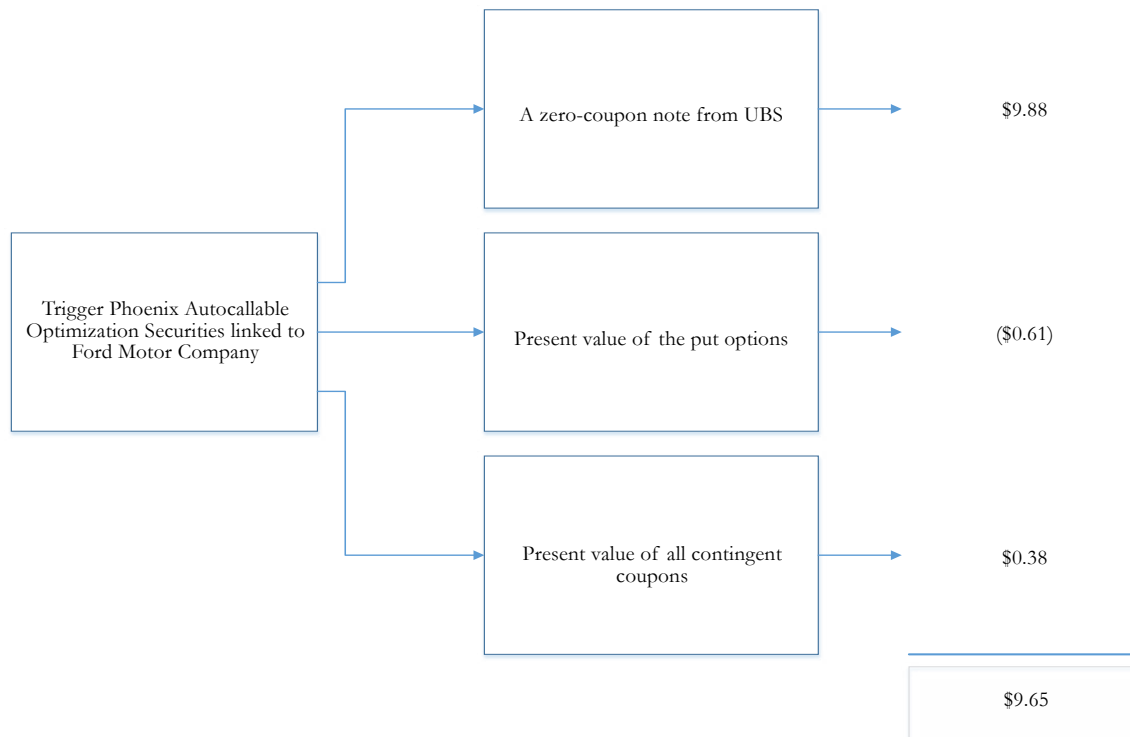 A zero-coupon note from UBS
$9.88
Trigger Phoenix Autocallable
Optimization Securities linked to
Ford Motor Company
Present value of the put options
($0.61)
Present value of all contingent
coupons
$0.38
$9.65